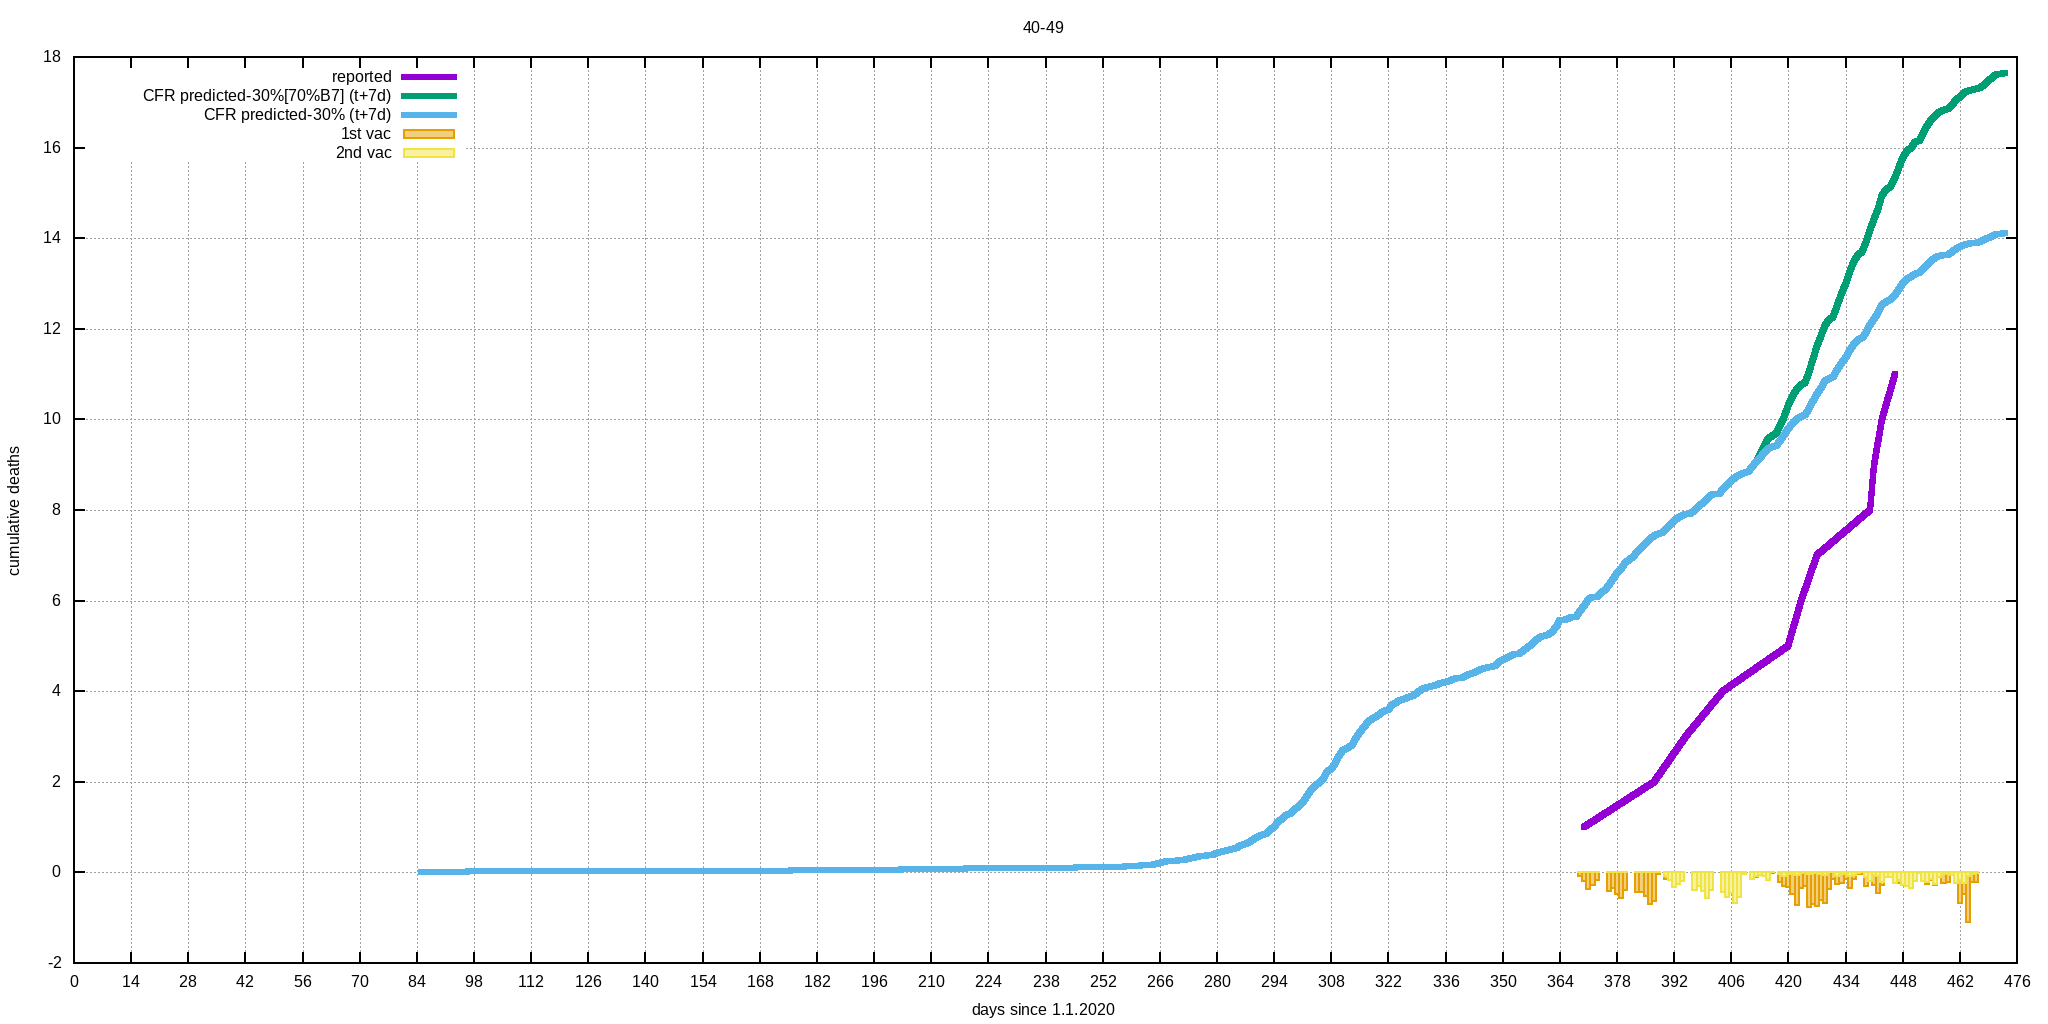 40-49
18
reported
CFR predicted-30%[70%B7] (t+7d)
CFR predicted-30% (t+7d)
1st vac
2nd vac
16
14
12
10
8
6
4
2
0
-2
cumulative deaths
0 14 28 42 56 70 84 98 112 126 140 154 168 182 196 210 224 238 252 266 280 294 308 322 336 350 364 378 392 406 420 434 448 462 476
days since 1.1.2020